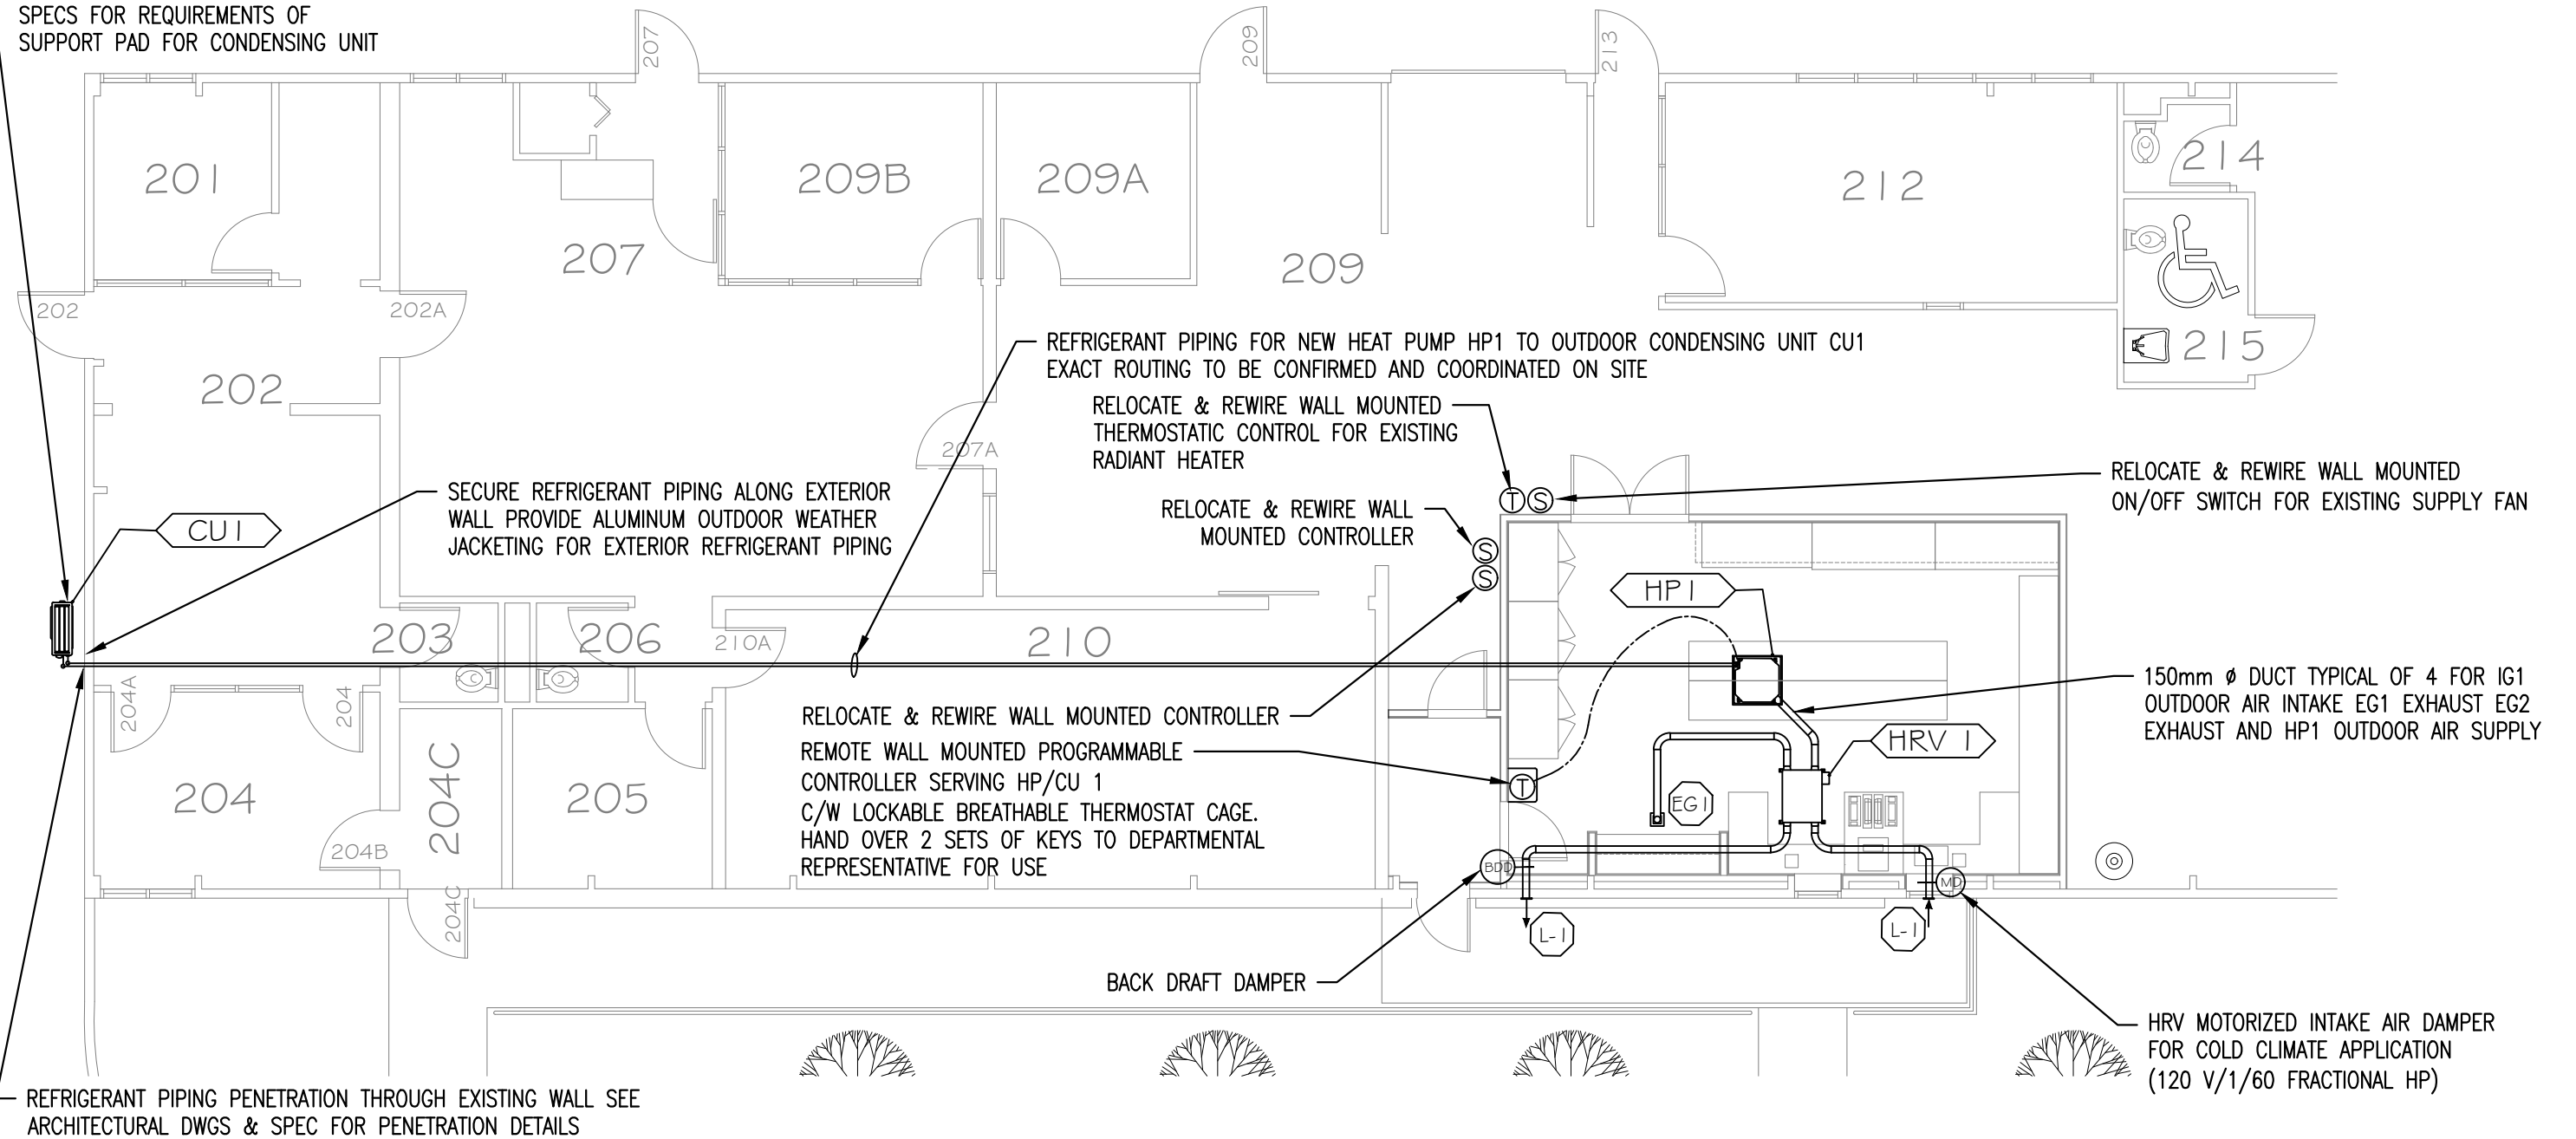 SPECS FOR REQUIREMENTS OF
SUPPORT PAD FOR CONDENSING UNIT
207
209
213
201
209B
209A
212
214
207
209
202
202A
215
REFRIGERANT PIPING FOR NEW HEAT PUMP HP1 TO OUTDOOR CONDENSING UNIT CU1
EXACT ROUTING TO BE CONFIRMED AND COORDINATED ON SITE
202
RELOCATE & REWIRE WALL MOUNTED
THERMOSTATIC CONTROL FOR EXISTING
RADIANT HEATER
207A
RELOCATE & REWIRE WALL MOUNTED
ON/OFF SWITCH FOR EXISTING SUPPLY FAN
T
S
SECURE REFRIGERANT PIPING ALONG EXTERIOR
WALL PROVIDE ALUMINUM OUTDOOR WEATHER
JACKETING FOR EXTERIOR REFRIGERANT PIPING
RELOCATE & REWIRE WALL
MOUNTED CONTROLLER
CU1
S
S
HP1
203
206
210A
210
204A
204
150mm ø DUCT TYPICAL OF 4 FOR IG1
OUTDOOR AIR INTAKE EG1 EXHAUST EG2
EXHAUST AND HP1 OUTDOOR AIR SUPPLY
RELOCATE & REWIRE WALL MOUNTED CONTROLLER
HRV 1
REMOTE WALL MOUNTED PROGRAMMABLE
CONTROLLER SERVING HP/CU 1
C/W LOCKABLE BREATHABLE THERMOSTAT CAGE.
HAND OVER 2 SETS OF KEYS TO DEPARTMENTAL
REPRESENTATIVE FOR USE
T
EG1
204
204C
205
204B
BDD
MD
204C
L-1
L-1
BACK DRAFT DAMPER
HRV MOTORIZED INTAKE AIR DAMPER
FOR COLD CLIMATE APPLICATION
(120 V/1/60 FRACTIONAL HP)
REFRIGERANT PIPING PENETRATION THROUGH EXISTING WALL SEE
ARCHITECTURAL DWGS & SPEC FOR PENETRATION DETAILS